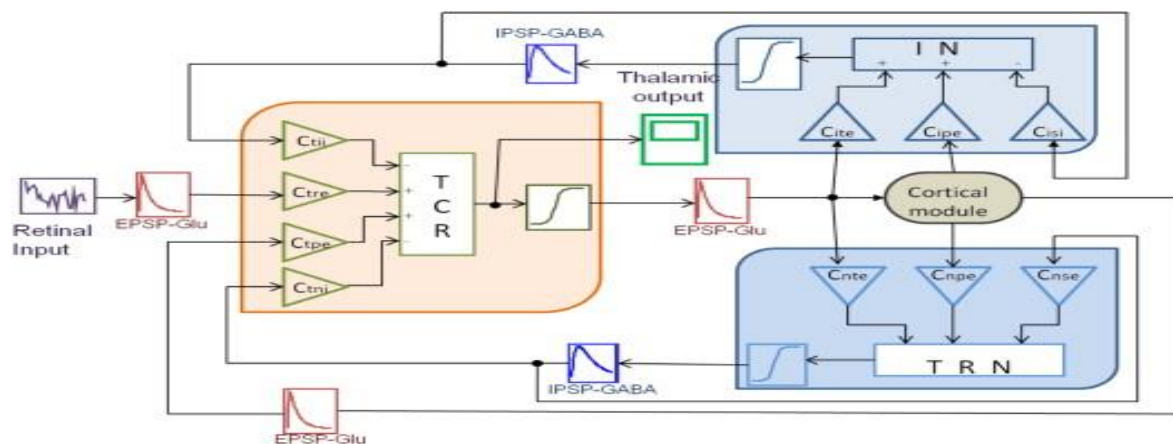 IPSP-GABA
I N
+ + -
Thalamic
output
Cite
Cipe
Cisi
Ctii
Ctre
Ctpe
Ctni
-
+
+
-
T
C
R
Retinal
Input
EPSP-Glu
EPSP-Glu
Cortical
module
Cnte
Cnpe
Cnse
T R N
IPSP-GABA
EPSP-Glu